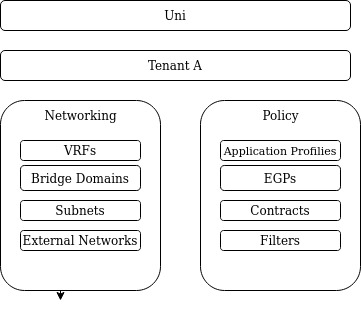 Uni
Tenant A
Networking
VRFs
Bridge Domains
Subnets
External Networks
Policy
Application Profilies
EGPs
Contracts
Filters